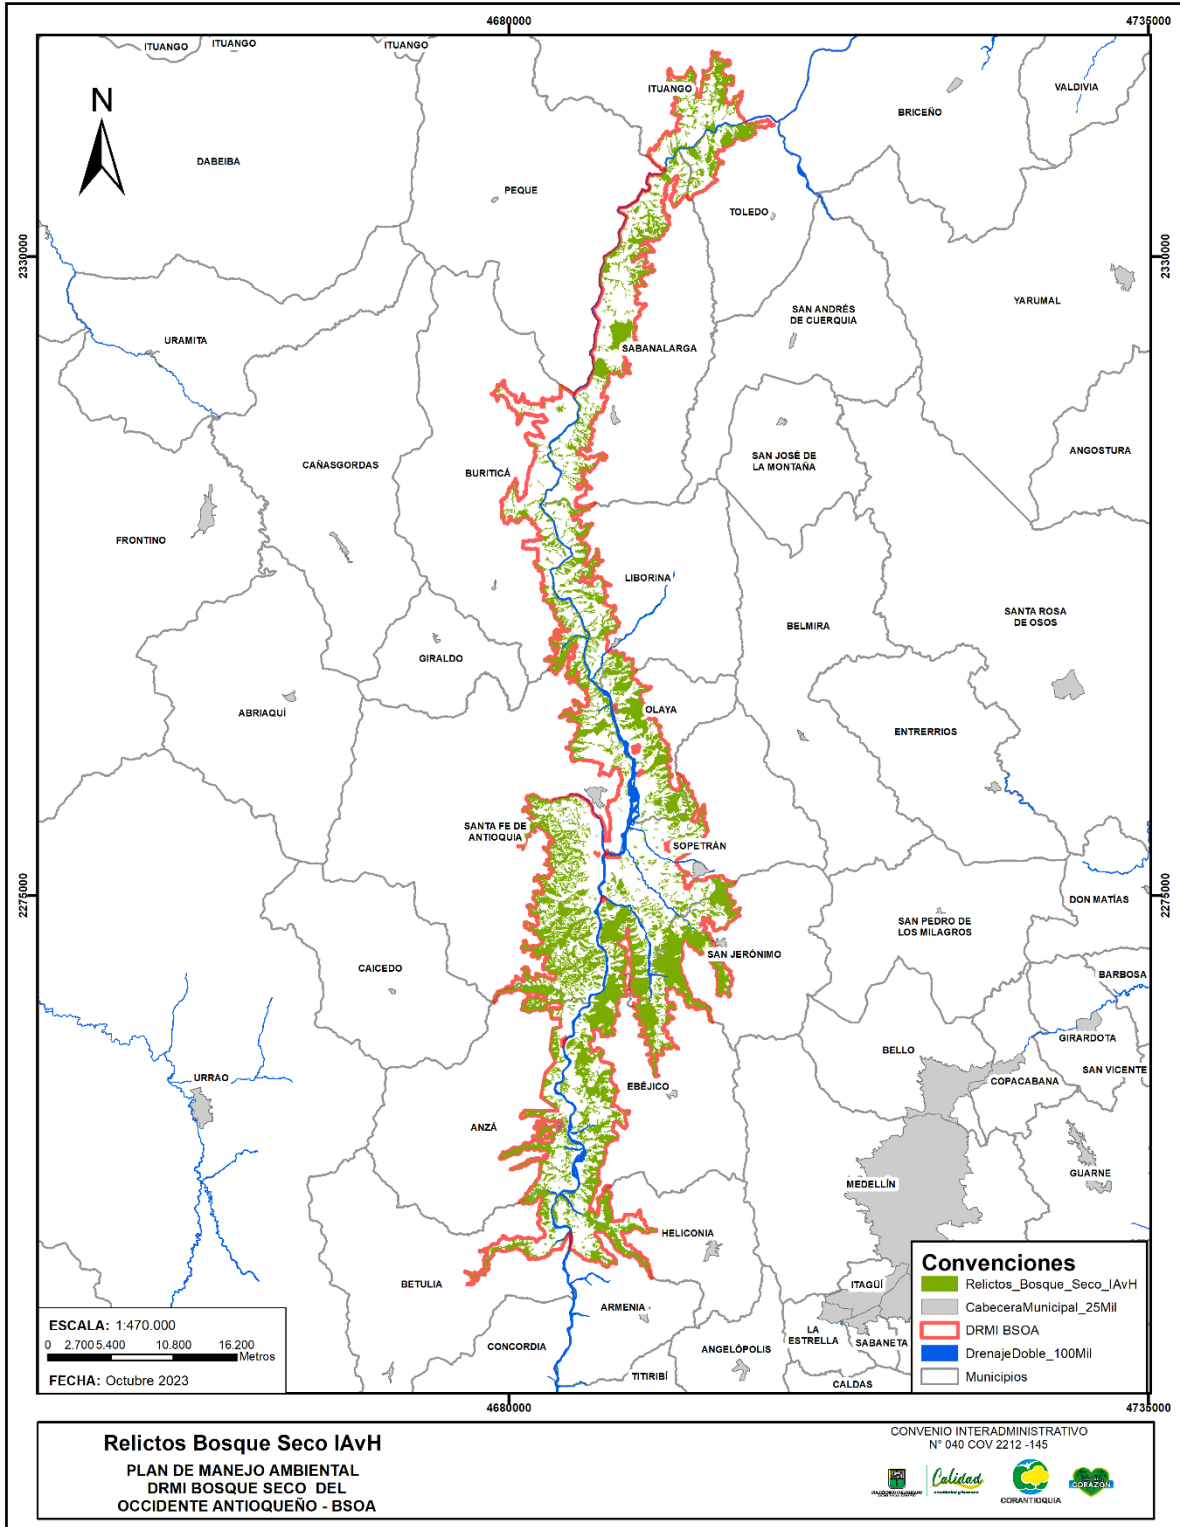 4680000
4735000
ITUANGO
ITUANGO
ITUANGO
ITUANGO
VALDIVIA
BRICEÑO
N
DABEIBA
PEQUE
TOLEDO
2330000
2330000
SAN ANDRÉS
DE CUERQUIA
YARUMAL
URAMITA
SABANALARGA
CAÑASGORDAS
BURITICÁ
SAN JOSÉ DE
LA MONTAÑA
ANGOSTURA
FRONTINO
LIBORINA
BELMIRA
SANTA ROSA
DE OSOS
GIRALDO
ABRIAQUÍ
OLAYA
ENTRERRIOS
SANTA FE DE
ANTIOQUIA
SOPETRÁN
2275000
2275000
DON MATÍAS
SAN PEDRO DE
LOS MILAGROS
SAN JERÓNIMO
CAICEDO
BARBOSA
GIRARDOTA
BELLO
COPACABANA
SAN VICENTE
URRAO
EBÉJICO
ANZÁ
GUARNE
MEDELLÍN
HELICONIA
BETULIA
ITAGÜÍ
ARMENIA
LA
ESTRELLA
SABANETA
CONCORDIA
ANGELÓPOLIS
TITIRIBÍ
CALDAS
Convenciones
Relictos_Bosque_Seco_IAvH
CabeceraMunicipal_25Mil
DRMI BSOA
DrenajeDoble_100Mil
Municipios
ESCALA: 1:470.000
0 2.700 5.400 10.800 16.200
Metros
FECHA: Octubre 2023
4680000
4735000
Relictos Bosque Seco IAvH
PLAN DE MANEJO AMBIENTAL
DRMI BOSQUE SECO DEL
OCCIDENTE ANTIOQUEÑO - BSOA
CONVENIO INTERADMINISTRATIVO
N° 040 COV 2212 -145
Calidad
CORANTIOQUIA
CORAZÓN